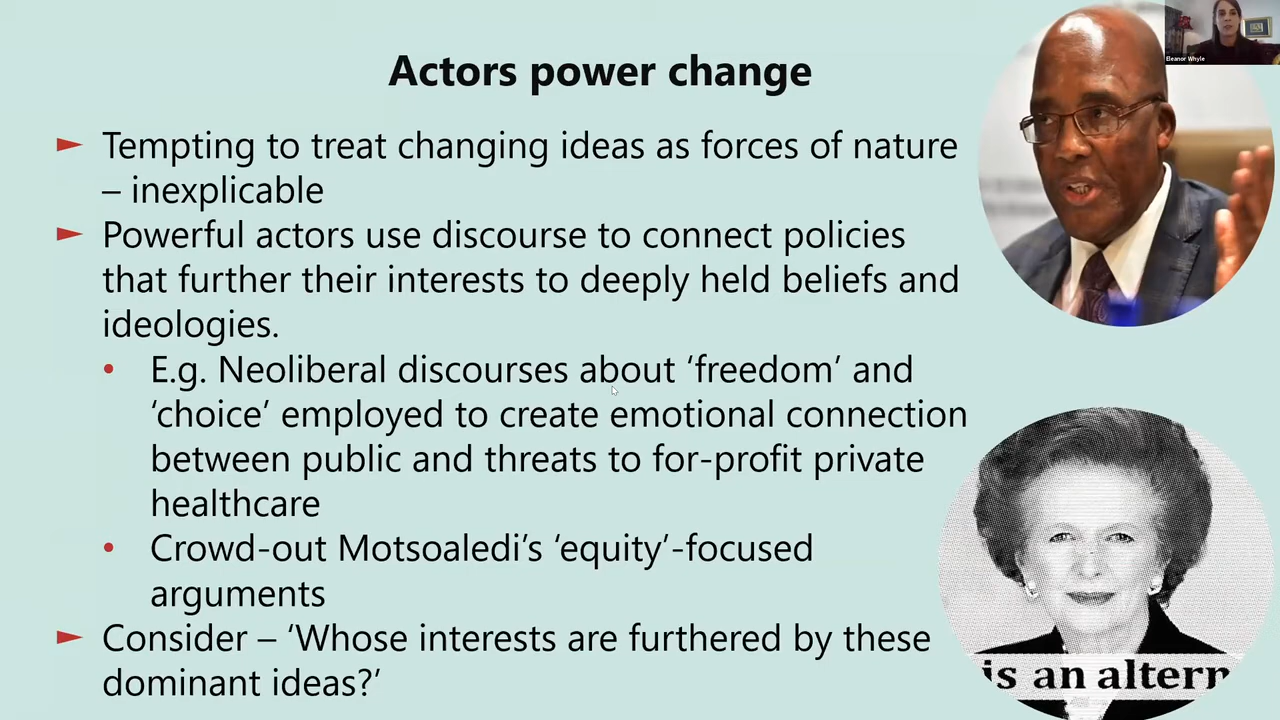 Actors power change
► Tempting to treat changing ideas as forces of nature
– inexplicable
► Powerful actors use discourse to connect policies
that further their interests to deeply held beliefs and
ideologies.
• E.g. Neoliberal discourses about ‘freedom’ and
‘choice’ employed to create emotional connection
between public and threats to for-profit private
healthcare
• Crowd-out Motsoaledi’s ‘equity’-focused
arguments
► Consider – ‘Whose interests are furthered by these
dominant ideas?’
Eleanor Whyle
is an altern